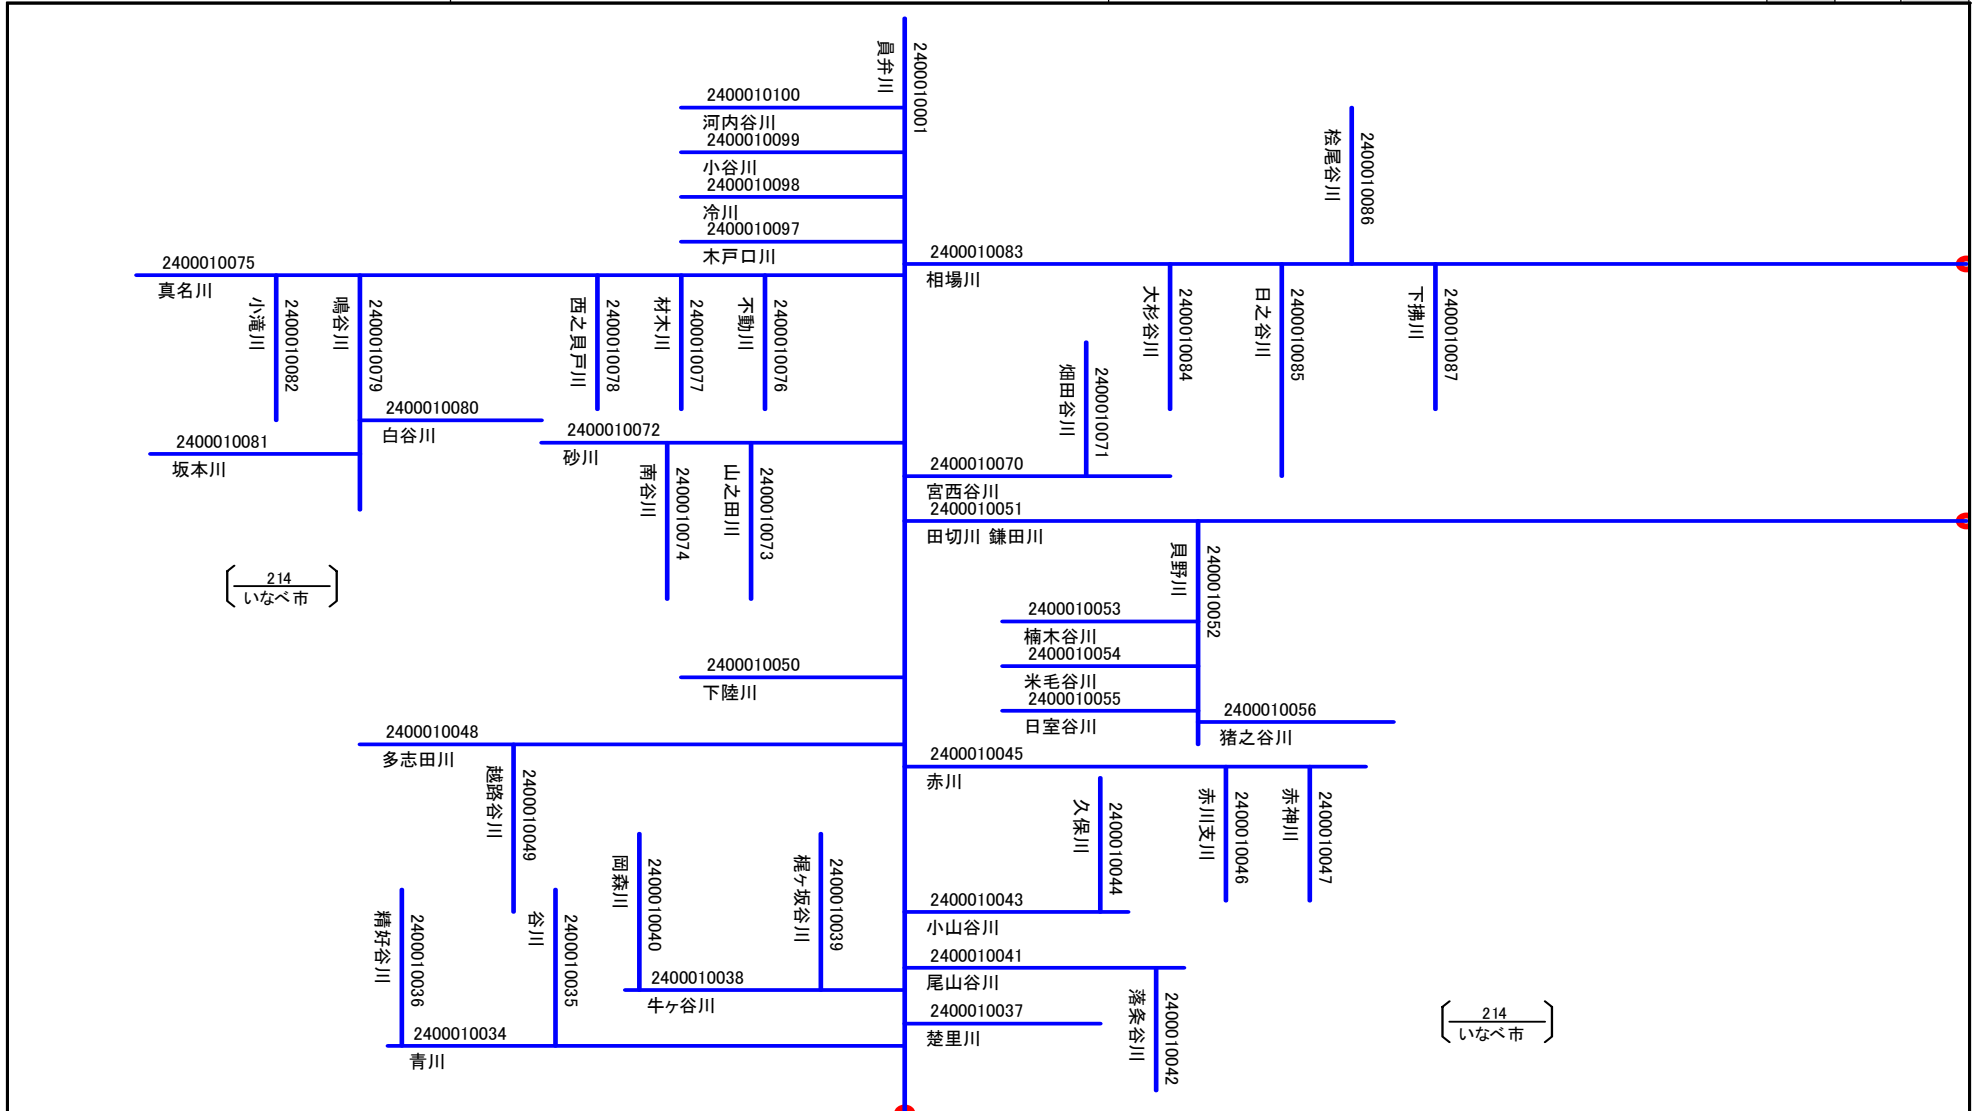 員弁川
2400010001
2400010100
河内谷川
2400010099
小谷川
2400010098
冷川
2400010097
木戸口川
桧尾谷川
2400010086
2400010083
相場川
2400010075
真名川
小滝川
2400010082
鳴谷川
2400010079
西之貝戸川
2400010078
材木川
2400010077
不動川
2400010076
大杉谷川
2400010084
日之谷川
2400010085
下拂川
2400010087
畑田谷川
2400010071
2400010080
白谷川
2400010081
坂本川
2400010072
砂川
南谷川
2400010074
山之田川
2400010073
2400010070
宮西谷川
2400010051
田切川 鎌田川
貝野川
2400010052
214
いなべ市
2400010053
楠木谷川
2400010054
米毛谷川
2400010055
日室谷川
2400010056
猪之谷川
2400010050
下陸川
2400010048
多志田川
越路谷川
2400010049
2400010045
赤川
久保川
2400010044
赤川支川
2400010046
赤神川
2400010047
岡森川
2400010040
梶ヶ坂谷川
2400010039
精好谷川
2400010036
谷川
2400010035
2400010043
小山谷川
2400010038
牛ヶ谷川
2400010041
尾山谷川
落条谷川
2400010042
2400010037
楚里川
2400010034
青川
214
いなべ市